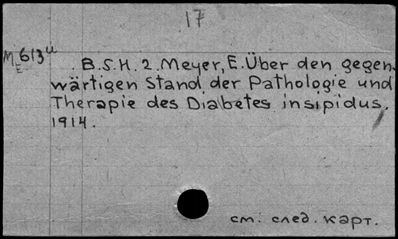 17
M 613u
E
B.S.H. 2. Meyer, E. Über den gegen
wärtigen Stand der Pathologie und
Therapie des Diabetes insipidus.
1914.
см. след. карт.